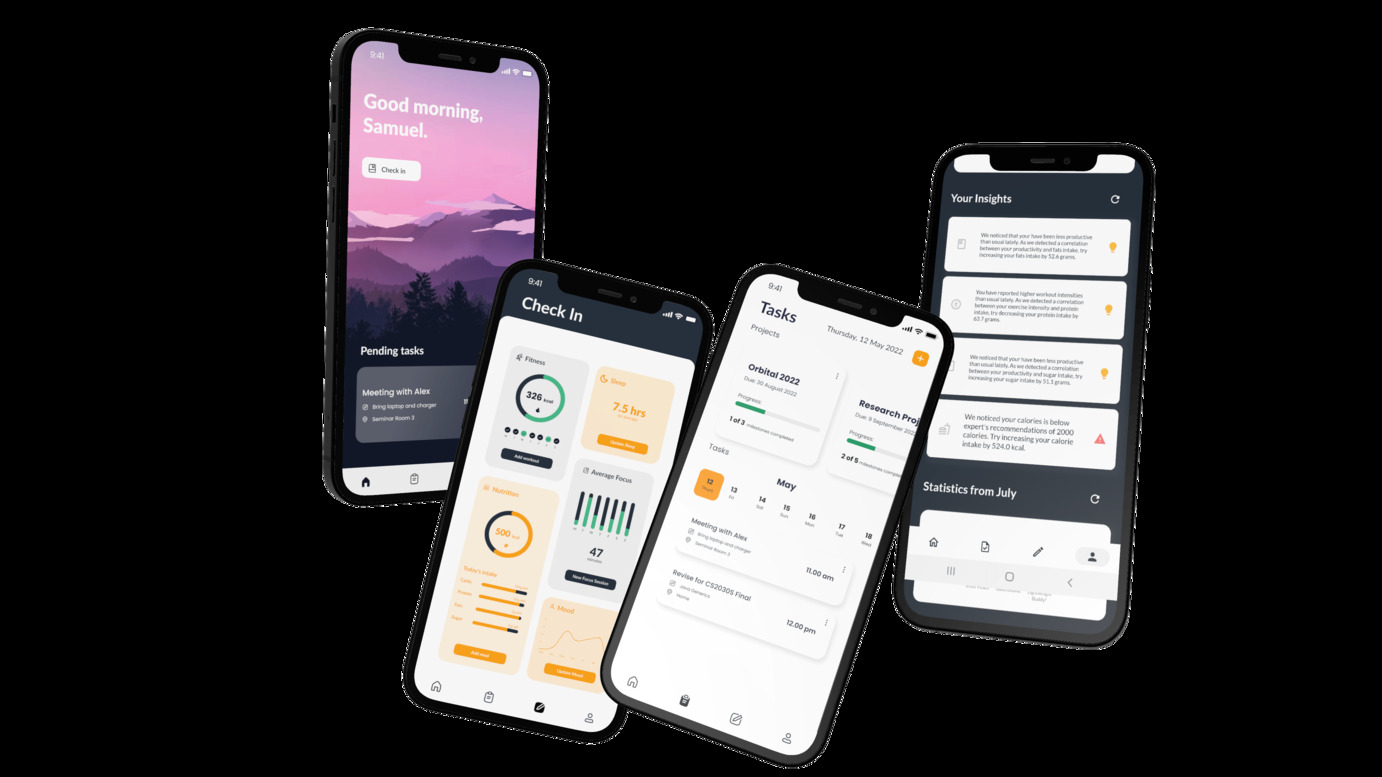 9:41
Good morning,
Samuel.
Check in
Pending tasks
Meeting with Alex
Bring laptop and charger
Seminar Room 3
9:41
Check In
Fitness
326 kcal
Add workout
Sleep
7.5 hrs
Update Sleep
Nutrition
500 kcal
Today's Intake
Carbs
Protein
Fats
Sugar
Add meal
Average Focus
47
minutes
New Focus Session
Mood
Update Mood
9:41
Tasks
Thursday, 12 May 2022
+
Projects
Orbital 2022
Due: 30 August 2022
Progress:
1 of 3 milestones completed
Research Proj
Due: 9 September 2022
Progress:
2 of 5 milestones comple
Tasks
May
12 13 14 15 16 17 18
Thurs Fri Sat Sun Mon Tue Wed
Meeting with Alex
Bring laptop and charger
Seminar Room 3
11.00 am
Revise for CS2030S Final
Java Generics
Home
12.00 pm
Your Insights
We noticed that your have been less productive
than usual lately. As we detected a correlation
between your productivity and fats intake, try
increasing your fats intake by 52.6 grams.
You have reported higher workout intensities
than usual lately. As we detected a correlation
between your exercise intensity and protein
intake, try decreasing your protein intake by
63.7 grams.
We noticed that your have been less productive
than usual lately. As we detected a correlation
between your productivity and sugar intake, try
increasing your sugar intake by 51.1 grams.
We noticed your calories is below
expert's recommendations of 2000
calories. Try increasing your calorie
intake by 524.0 kcal.
Statistics from July